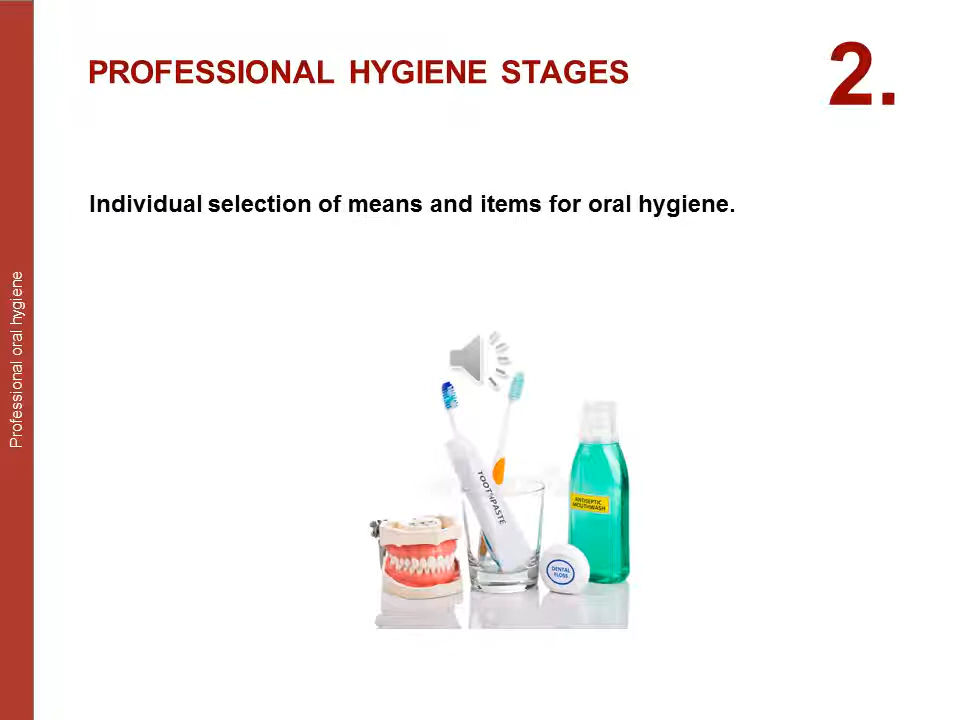 PROFESSIONAL HYGIENE STAGES
2.
Individual selection of means and items for oral hygiene.
Professional oral hygiene
TOOTHPASTE
ANTISEPTIC
MOUTHWASH
DENTAL
FLOSS